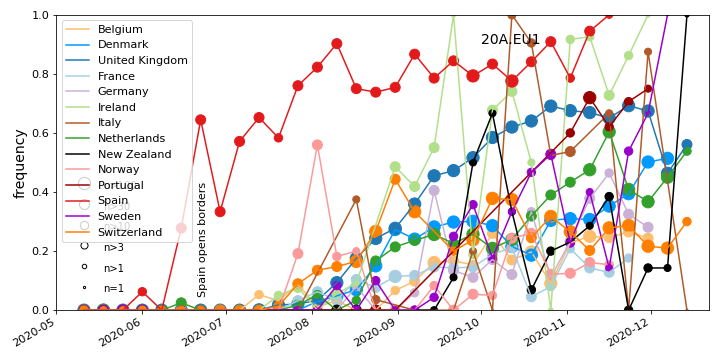 1.0
0.8
0.6
0.4
0.2
0.0
frequency
Belgium
Denmark
United Kingdom
France
Germany
Ireland
Italy
Netherlands
New Zealand
Norway
Portugal
Spain
Sweden
Switzerland
n>3
n>1
n=1
Spain opens borders
20A.EU1
2020-05
2020-06
2020-07
2020-08
2020-09
2020-10
2020-11
2020-12